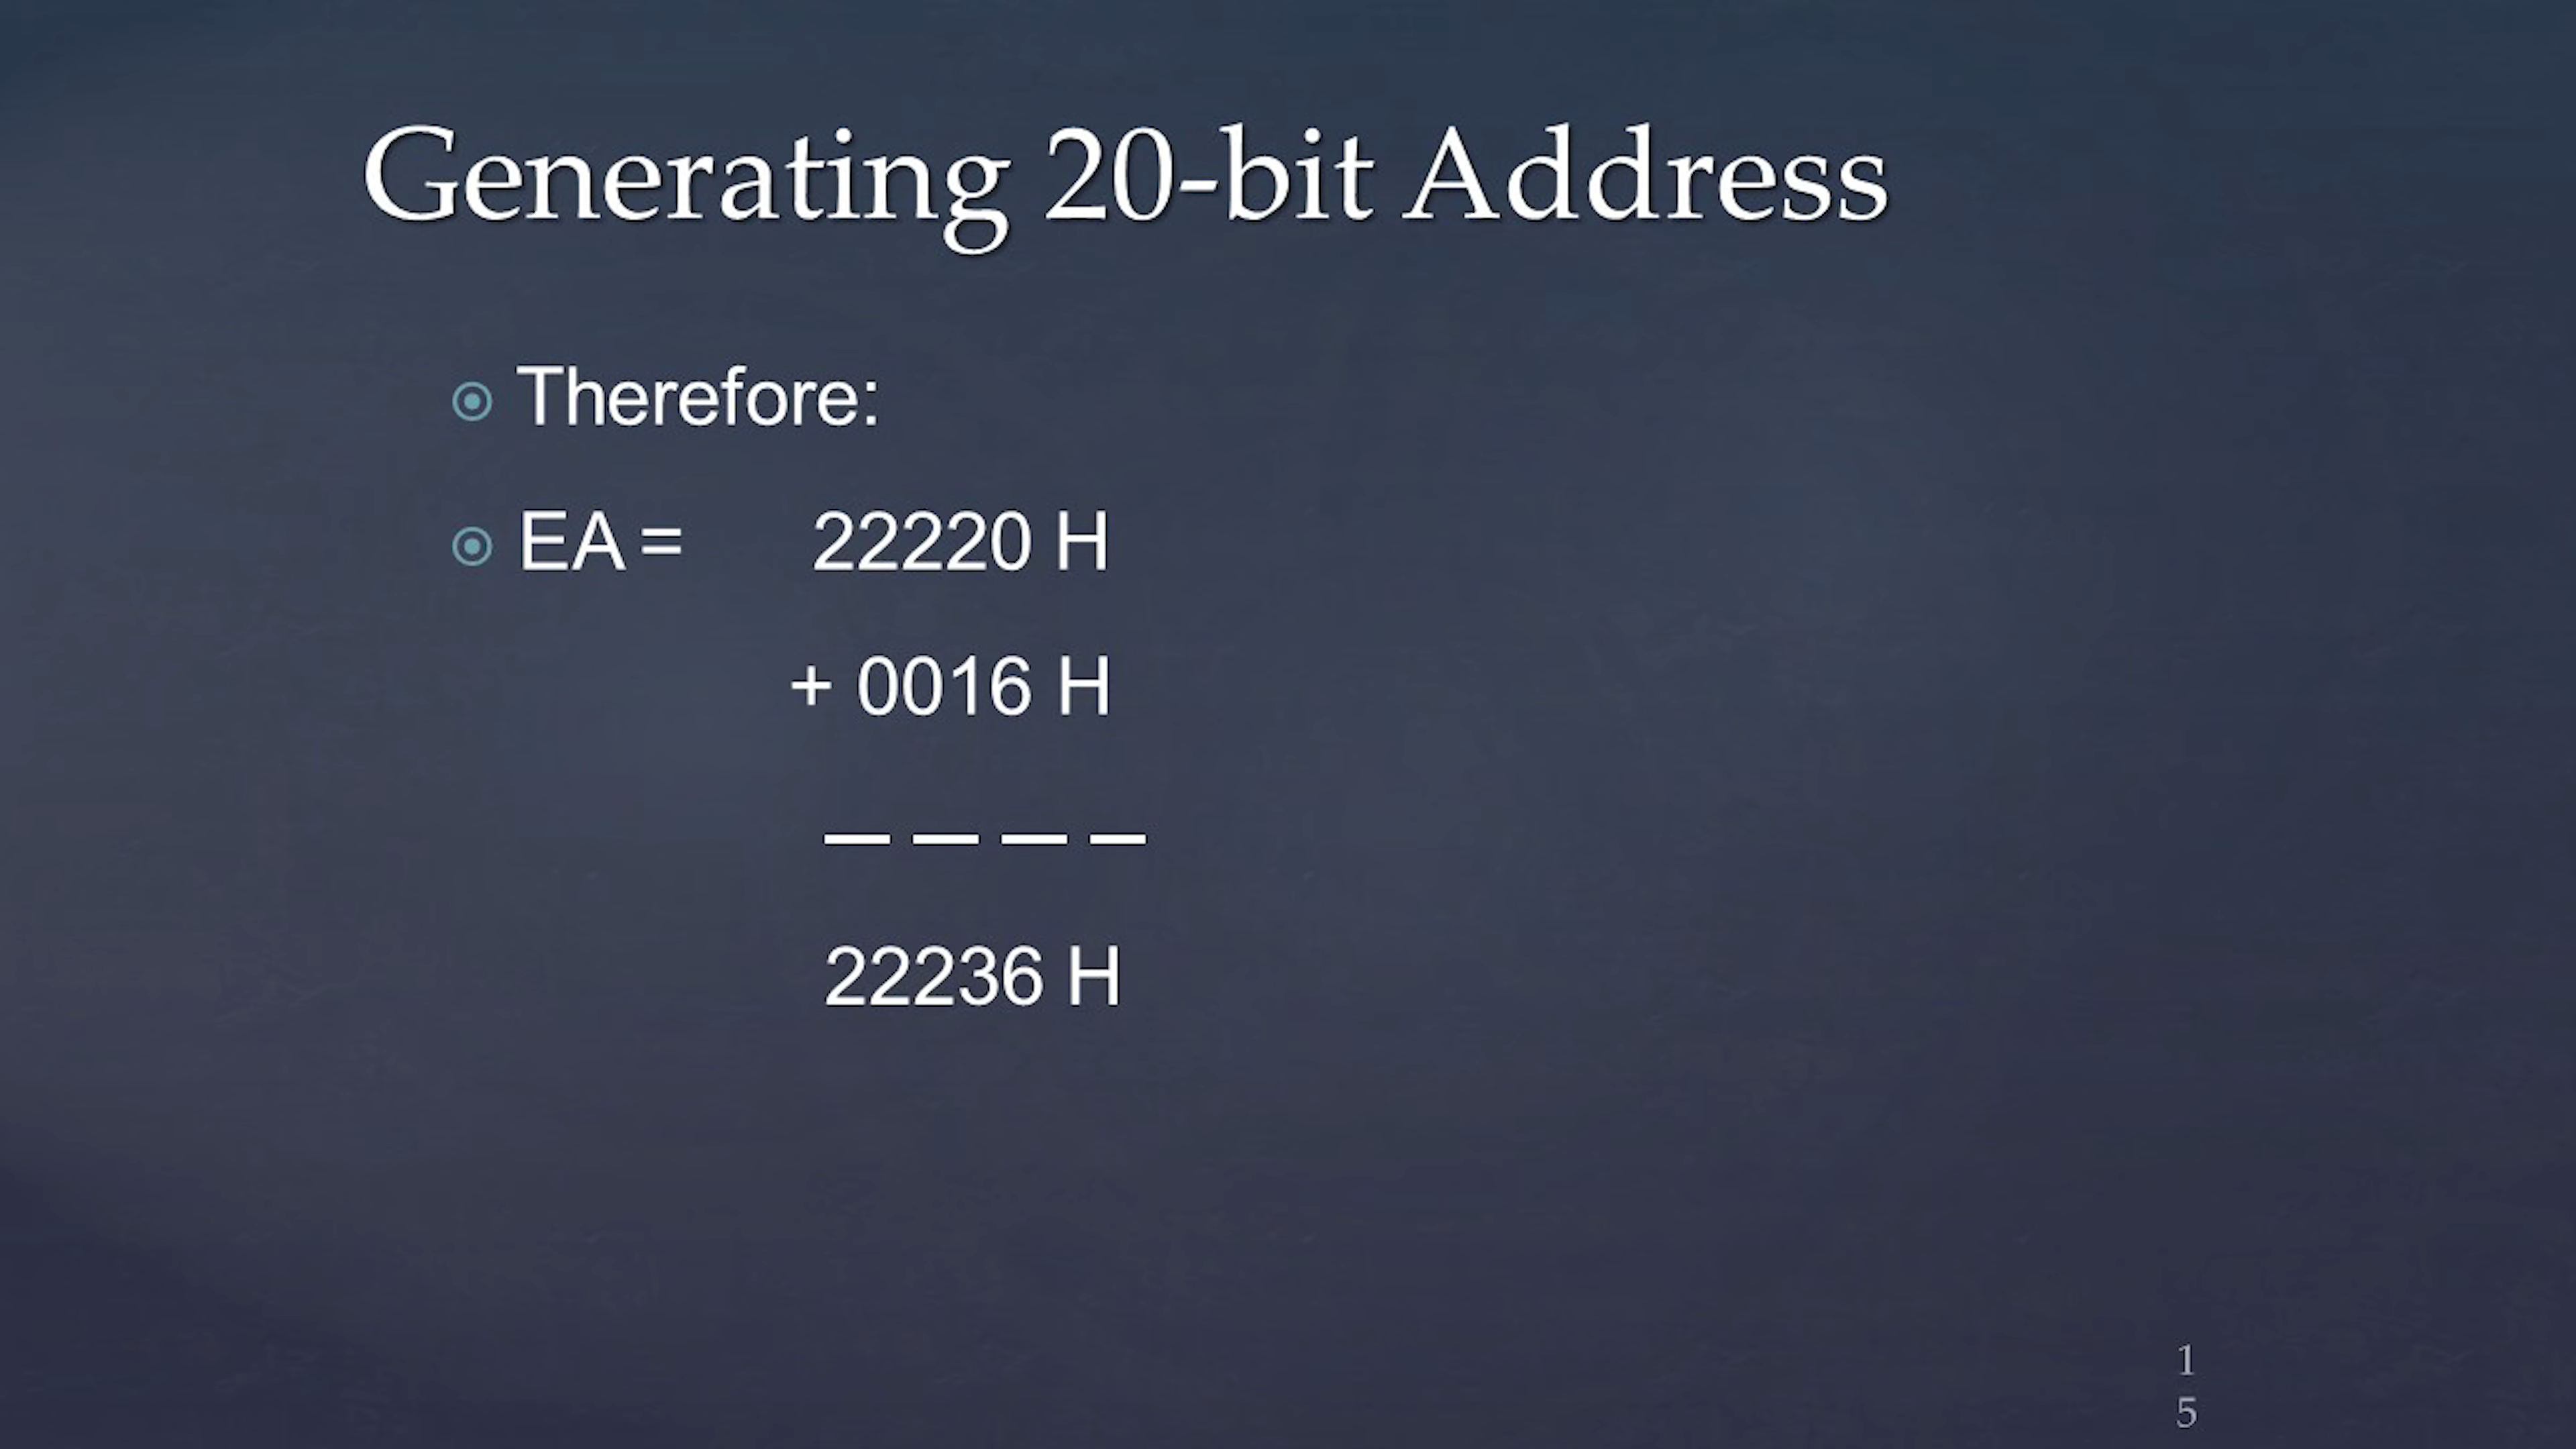 Generating 20-bit Address
Therefore:
EA = 22220 H
+ 0016 H
— — — –
22236 H
1
5